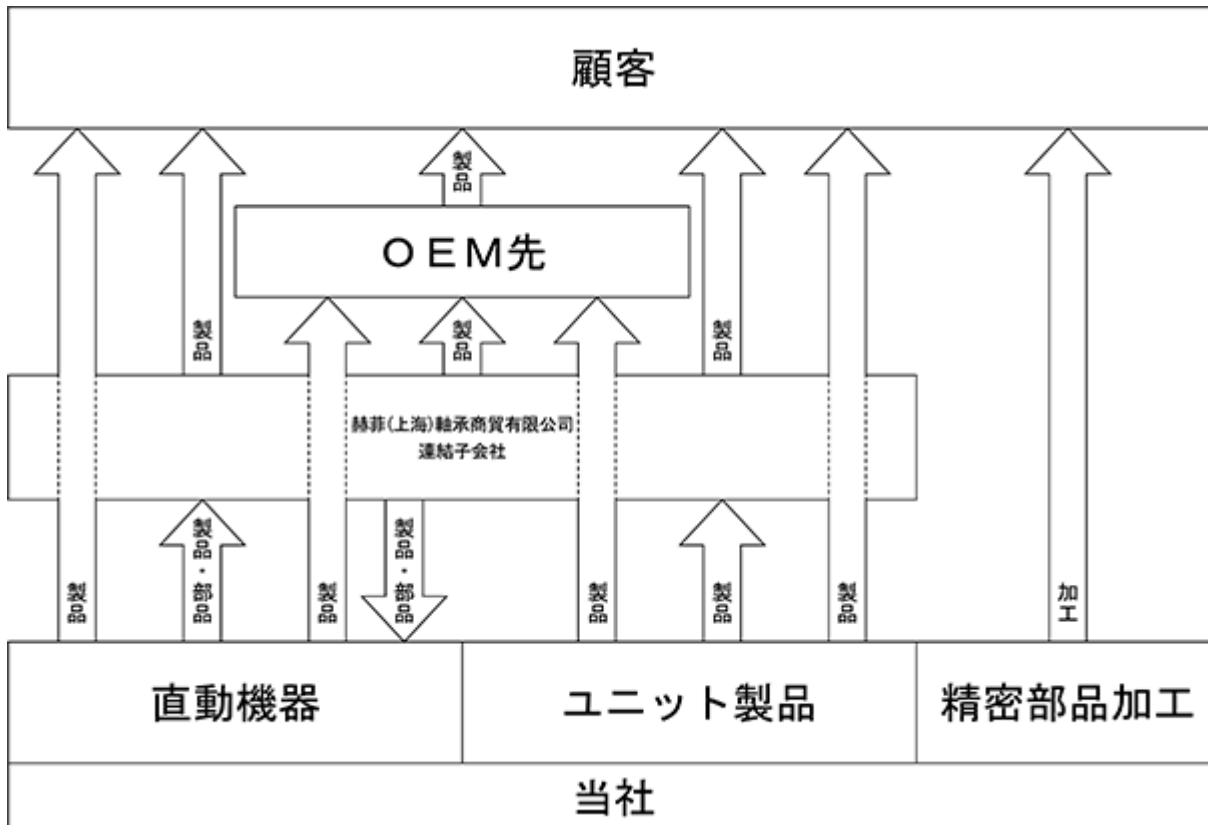 顧客
製品
OEM先
製品
製品
製品
赫菲(上海)軸承商貿有限公司
連結子会社
製品
製品・部品
製品
製品・部品
製品
製品
製品
加工
直動機器
ユニット製品
精密部品加工
当社